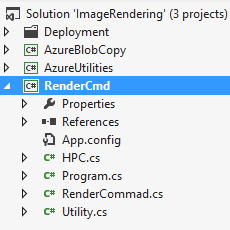 Solution 'ImageRendering' (3 projects)
Deployment
C# AzureBlobCopy
C# AzureUtilities
C# RenderCmd
Properties
References
App.config
C# HPC.cs
C# Program.cs
C# RenderCommad.cs
C# Utility.cs